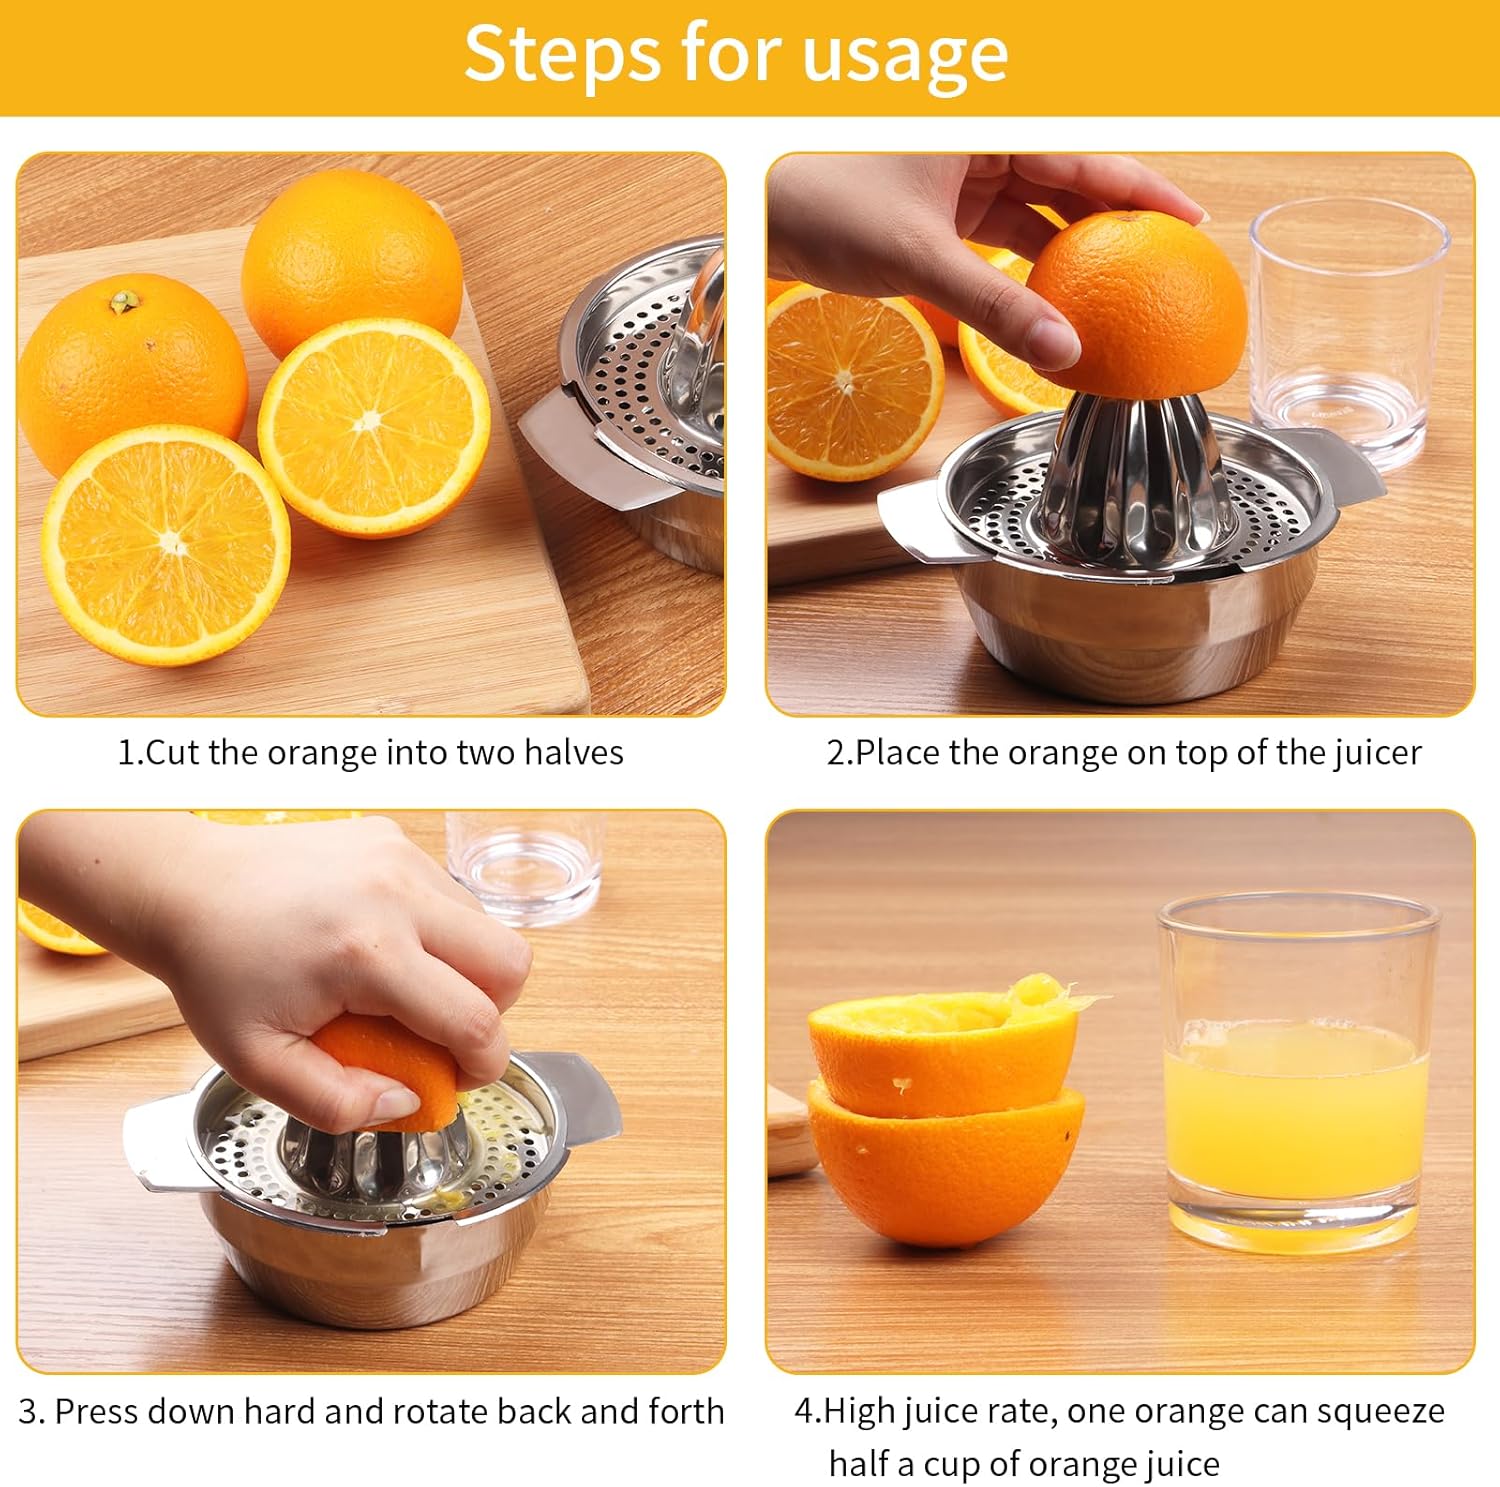 Steps for usage
1.Cut the orange into two halves
2.Place the orange on top of the juicer
3. Press down hard and rotate back and forth
4.High juice rate, one orange can squeeze
half a cup of orange juice